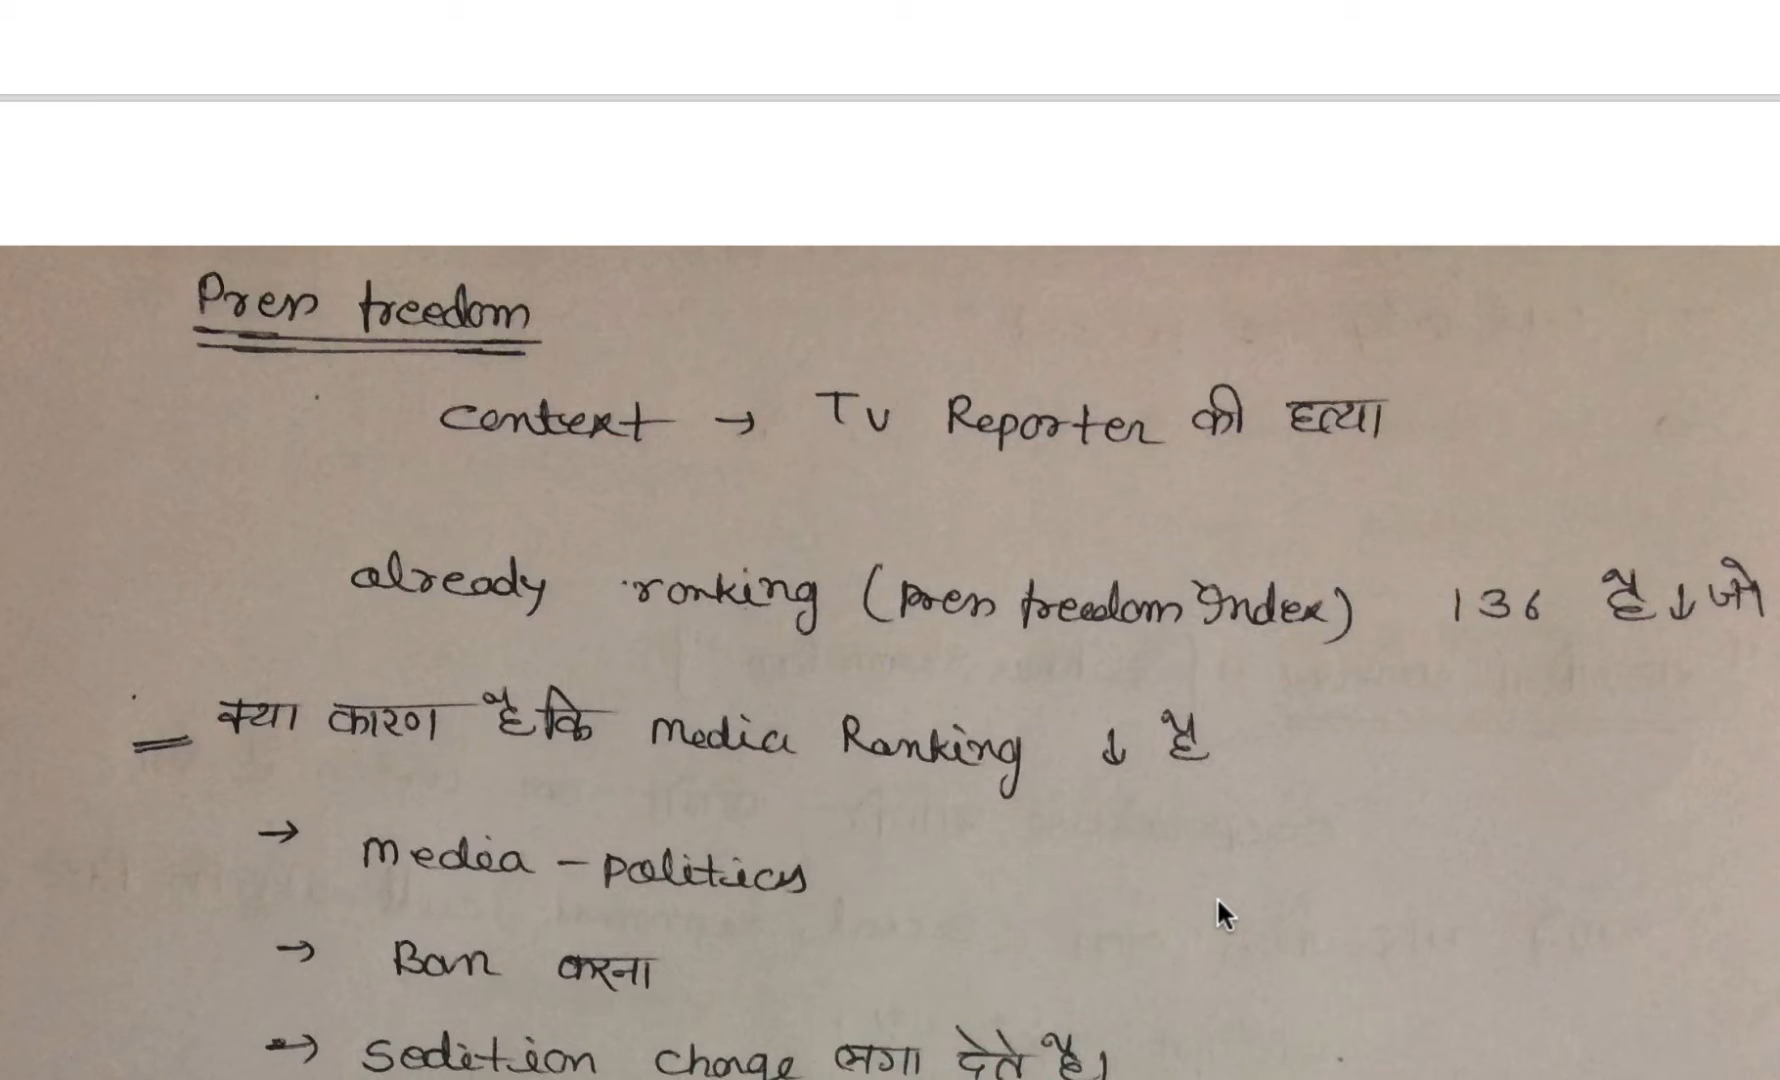 Press freedom
context → TV Reporter की हत्या
already ranking (press freedom Index) 136 है ↓ जो
क्या कारण है कि Media Ranking ↓ है
→ Media - politics
→ Ban करना
→ Sedition charge लगा देते है।